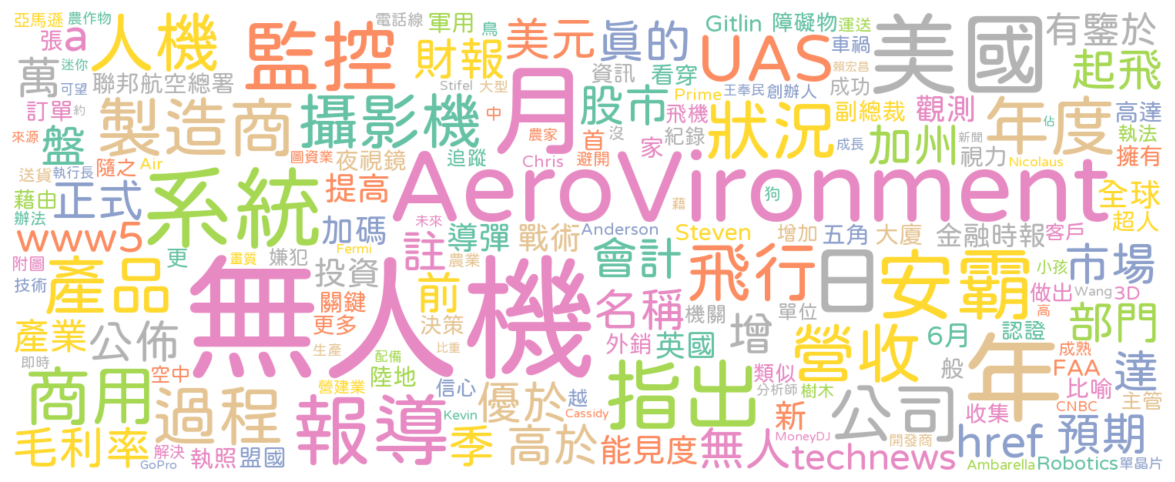 亞馬遜 農作物 電話線 軍用 鳥 Gitlin 障礙物 運送
張 a 人機 監控 財報 美元 真的 UAS 車禍 美國 有鑒於
萬 迷你 聯邦航空總署 資訊 看穿 賴宏昌 成功 起飛
可望 Stifel 大型 王奉民 創辦人
訂單 約 製造商 攝影機 月 股市 Prime 飛機 狀況 副總裁 觀測 年度 高達
盤 來源 中 農家 首 沒 紀錄 加州 新聞 佔 執法
隨之 Air 圖資業 夜視鏡 追蹤 Chris 避開 家 成長 視力 擁有
送貨 執行長 Nicolaus
藉由 正式 系統 提高 AeroVironment 狗 全球
辦法 藉 超人
www5 加碼 未來 導彈 戰術 Anderson Steven 增加 五角 大廈 金融時報 客戶
附圖 更 畫質 嫌犯 Fermi 註 農業 會計 小孩
技術 產品 無人機 投資 前 飛行 日 安霸 Wang 做出 3D 市場
關鍵 決策 名稱 機關 單位 高
產業 公佈 更多 外銷 英國 增 營收 6月 認證 部門
即時 生產 配備 比重 成熟
商用 空中 營建業 陸地 信心 優於 越 指出 類似 般 FAA 比喻 達
過程 報導 Kevin Cassidy 新 分析師 樹木 公司 收集 CNBC 主管
毛利率 解決 執照 盟國 季 高於 能見度 無人 MoneyDJ technews 開發商 href 預期
GoPro Ambarella Robotics 單晶片